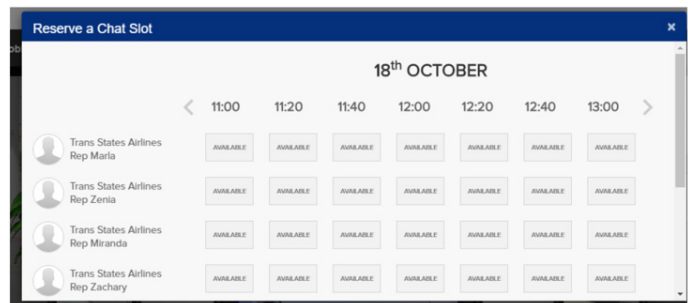 Reserve a Chat Slot ×
ob
18th OCTOBER
11:00 11:20 11:40 12:00 12:20 12:40 13:00
Trans States Airlines
Rep Marla
AVAILABLE AVAILABLE AVAILABLE AVAILABLE AVAILABLE AVAILABLE AVAILABLE
Trans States Airlines
Rep Zenia
AVAILABLE AVAILABLE AVAILABLE AVAILABLE AVAILABLE AVAILABLE AVAILABLE
Trans States Airlines
Rep Miranda
AVAILABLE AVAILABLE AVAILABLE AVAILABLE AVAILABLE AVAILABLE AVAILABLE
Trans States Airlines
Rep Zachary
AVAILABLE AVAILABLE AVAILABLE AVAILABLE AVAILABLE AVAILABLE AVAILABLE